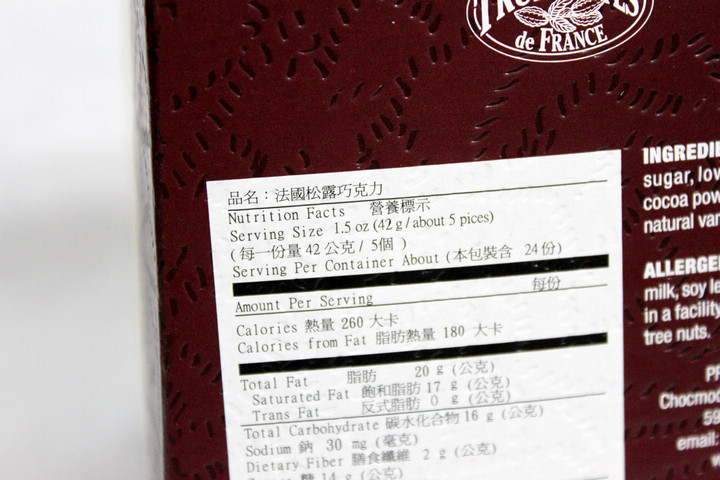 de FRANCE
品名：法國松露巧克力
Nutrition Facts 營養標示
Serving Size 1.5 oz (42 g / about 5 pices)
(每一份量 42 公克 / 5個 )
Serving Per Container About (本包裝含 24份)
每份
Amount Per Serving
Calories 熱量 260 大卡
Calories from Fat 脂肪熱量 180 大卡
Total Fat 脂肪 20 g (公克)
Saturated Fat 飽和脂肪 17 g (公克)
Trans Fat 反式脂肪 0 g (公克)
Total Carbohydrate 碳水化合物 16 g (公克)
Sodium 鈉 30 mg (毫克)
Dietary Fiber 膳食纖維 2 g (公克)
糖 14 g (公克)
sugar,
cocoa
natural
ALLERGE
milk, soy
in a facility
tree nuts.
Chocmo
email: